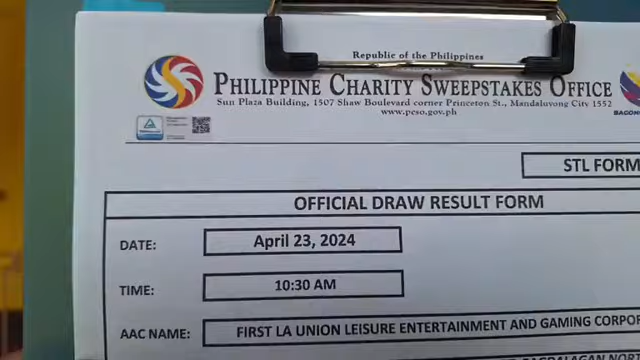 Republic of the Philippines
PHILIPPINE CHARITY SWEEPSTAKES OFFICE
Sun Plaza Building, 1507 Shaw Boulevard corner Princeton St., Mandaluyong City 1552
www.pcso.gov.ph
STL FORM
OFFICIAL DRAW RESULT FORM
DATE: April 23, 2024
TIME: 10:30 AM
AAC NAME: FIRST LA UNION LEISURE ENTERTAINMENT AND GAMING CORPOR